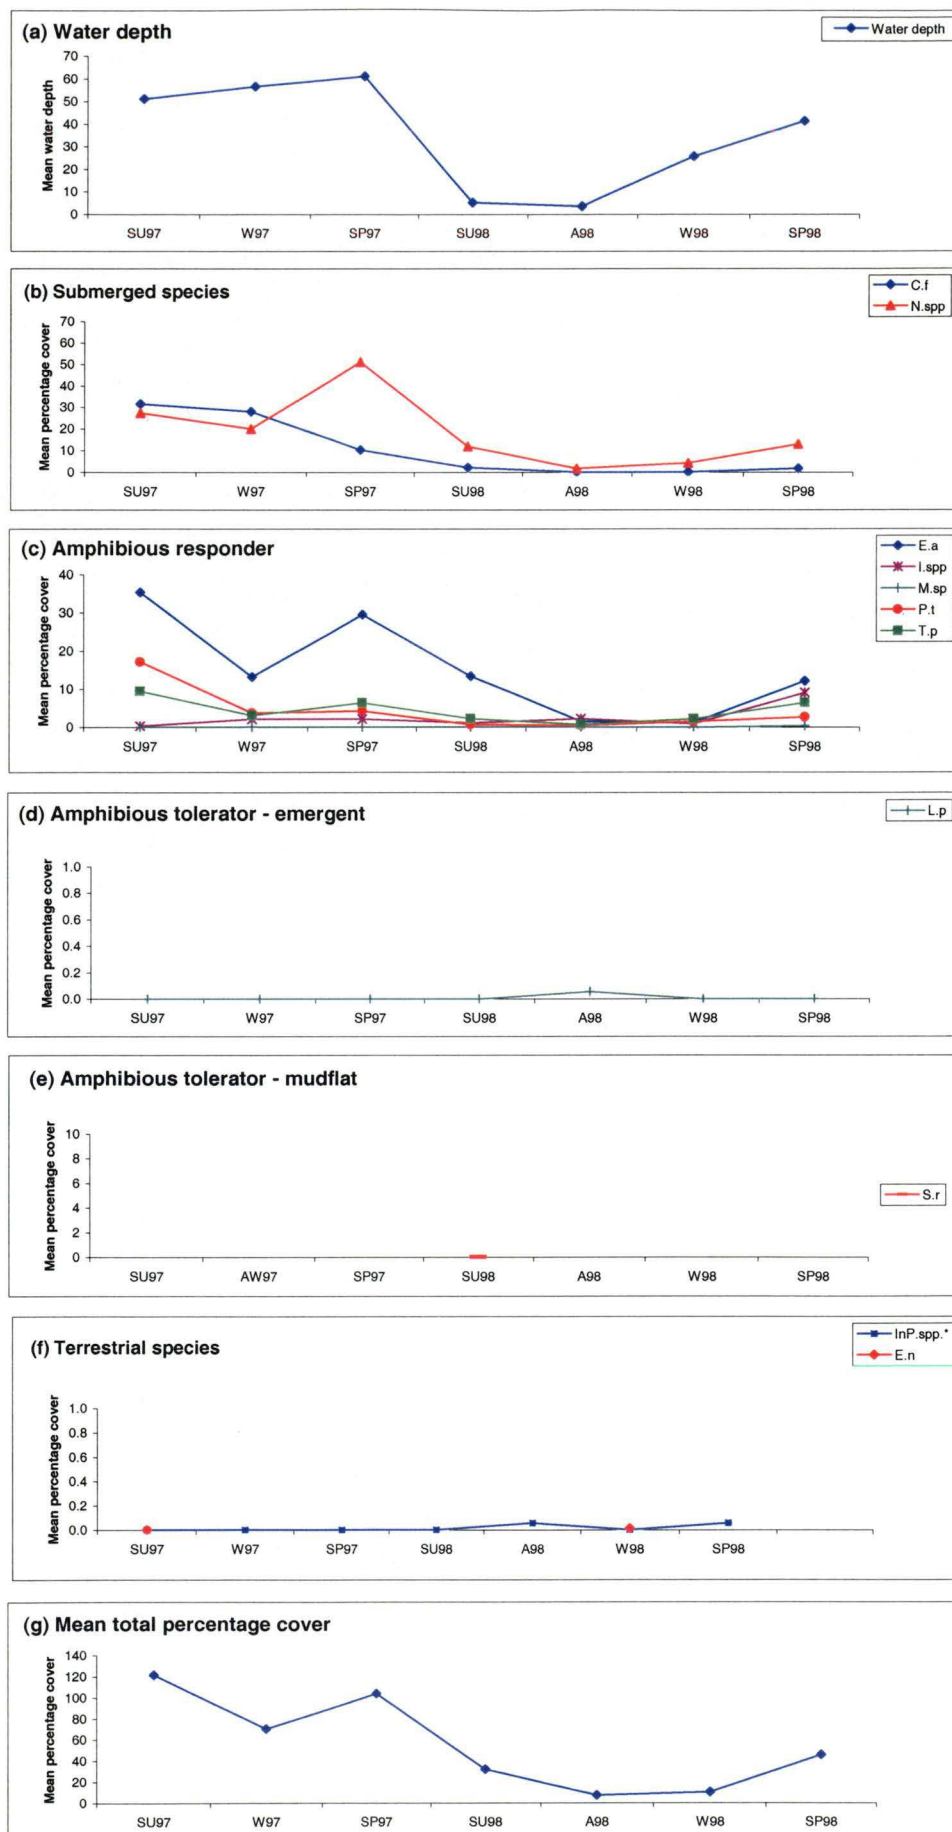 (a) Water depth
Water depth
Mean water depth
70
60
50
40
30
20
10
0
SU97 W97 SP97 SU98 A98 W98 SP98
(b) Submerged species
C.f
N.spp
Mean percentage cover
70
60
50
40
30
20
10
0
SU97 W97 SP97 SU98 A98 W98 SP98
(c) Amphibious responder
E.a
I.spp
M.sp
P.t
T.p
Mean percentage cover
40
30
20
10
0
SU97 W97 SP97 SU98 A98 W98 SP98
(d) Amphibious tolerator - emergent
L.p
Mean percentage cover
1.0
0.8
0.6
0.4
0.2
0.0
SU97 W97 SP97 SU98 A98 W98 SP98
(e) Amphibious tolerator - mudflat
S.r
Mean percentage cover
10
8
6
4
2
0
SU97 AW97 SP97 SU98 A98 W98 SP98
(f) Terrestrial species
InP.spp.*
E.n
Mean percentage cover
1.0
0.8
0.6
0.4
0.2
0.0
SU97 W97 SP97 SU98 A98 W98 SP98
(g) Mean total percentage cover
Mean percentage cover
140
120
100
80
60
40
20
0
SU97 W97 SP97 SU98 A98 W98 SP98